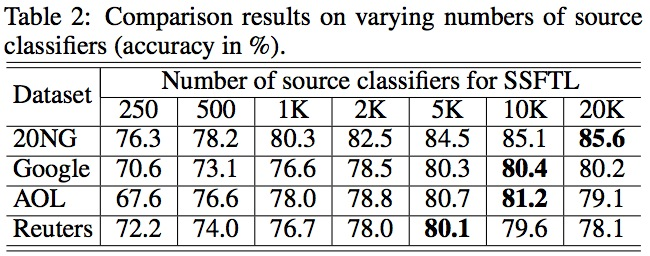 Table 2: Comparison results on varying numbers of source
classifiers (accuracy in %).
Dataset Number of source classifiers for SSFTL
250 500 1K 2K 5K 10K 20K
20NG 76.3 78.2 80.3 82.5 84.5 85.1 85.6
Google 70.6 73.1 76.6 78.5 80.3 80.4 80.2
AOL 67.6 76.6 78.0 78.8 80.7 81.2 79.1
Reuters 72.2 74.0 76.7 78.0 80.1 79.6 78.1